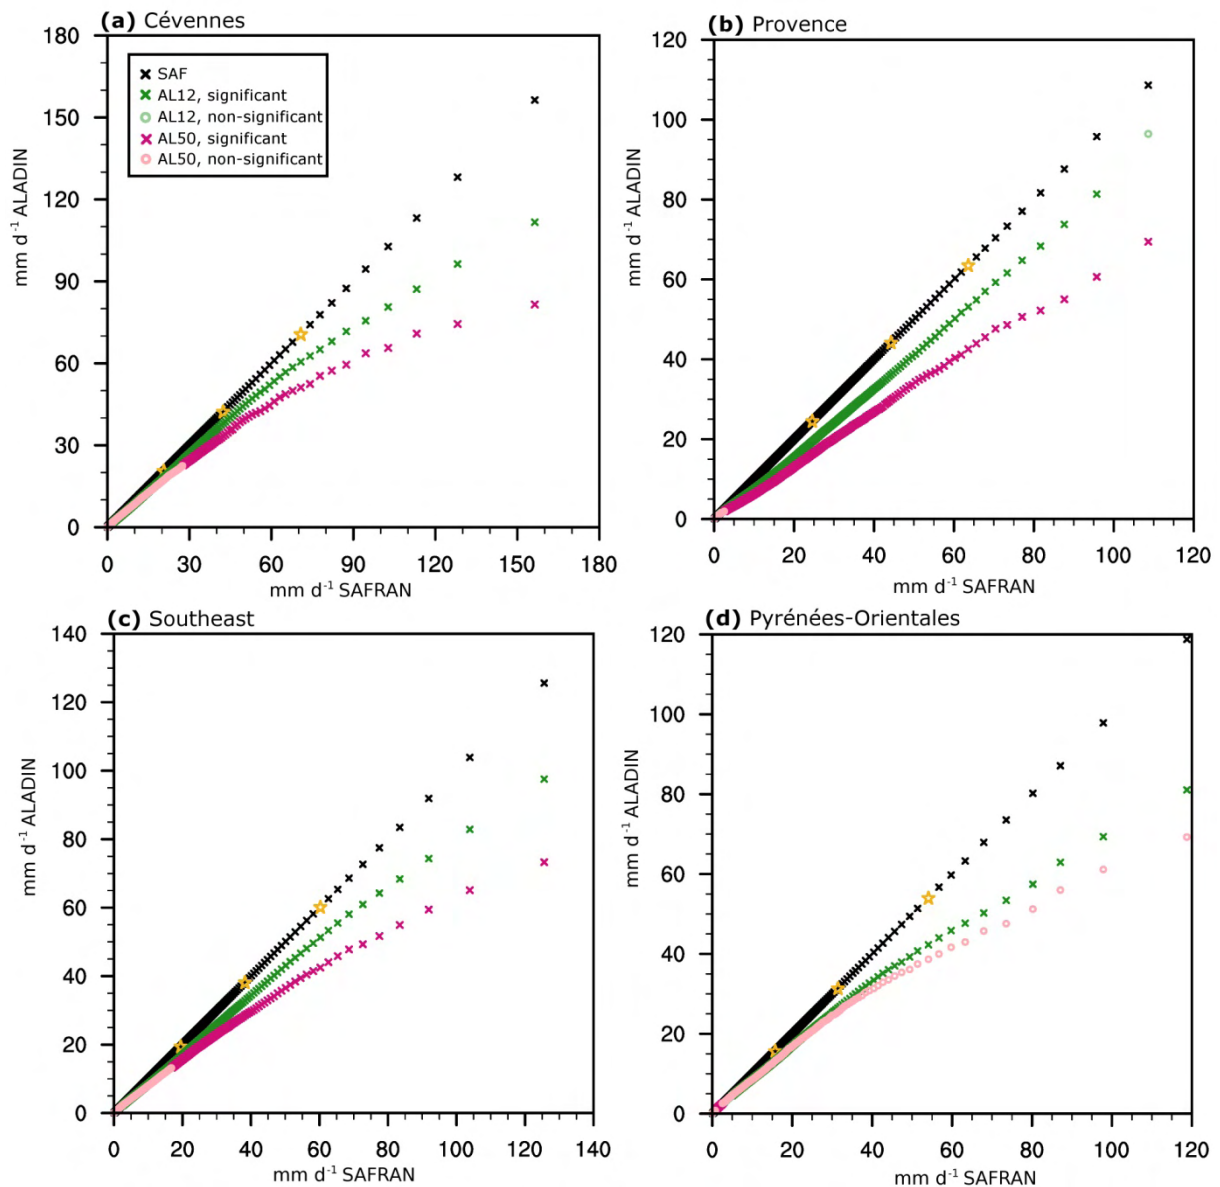 (a) Cévennes
180
150
120
90
60
30
0
mm d-1 ALADIN
SAF
AL12, significant
AL12, non-significant
AL50, significant
AL50, non-significant
0 30 60 90 120 150 180
mm d-1 SAFRAN
(b) Provence
120
100
80
60
40
20
0
mm d-1 ALADIN
0 20 40 60 80 100 120
mm d-1 SAFRAN
(c) Southeast
140
120
100
80
60
40
20
0
mm d-1 ALADIN
0 20 40 60 80 100 120 140
mm d-1 SAFRAN
(d) Pyrénées-Orientales
120
100
80
60
40
20
0
mm d-1 ALADIN
0 20 40 60 80 100 120
mm d-1 SAFRAN